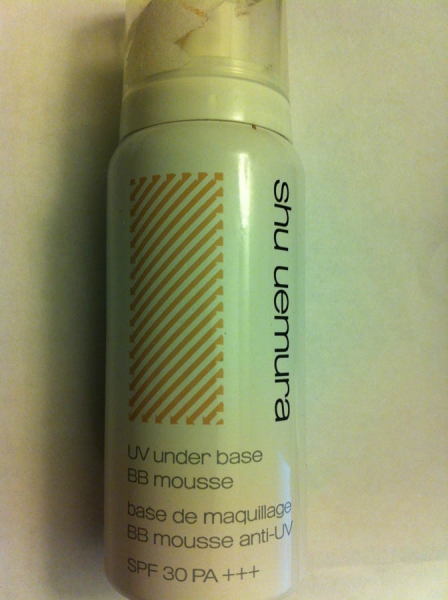 shu uemura
UV under base
BB mousse
base de maquillage
BB mousse anti-UV
SPF 30 PA +++